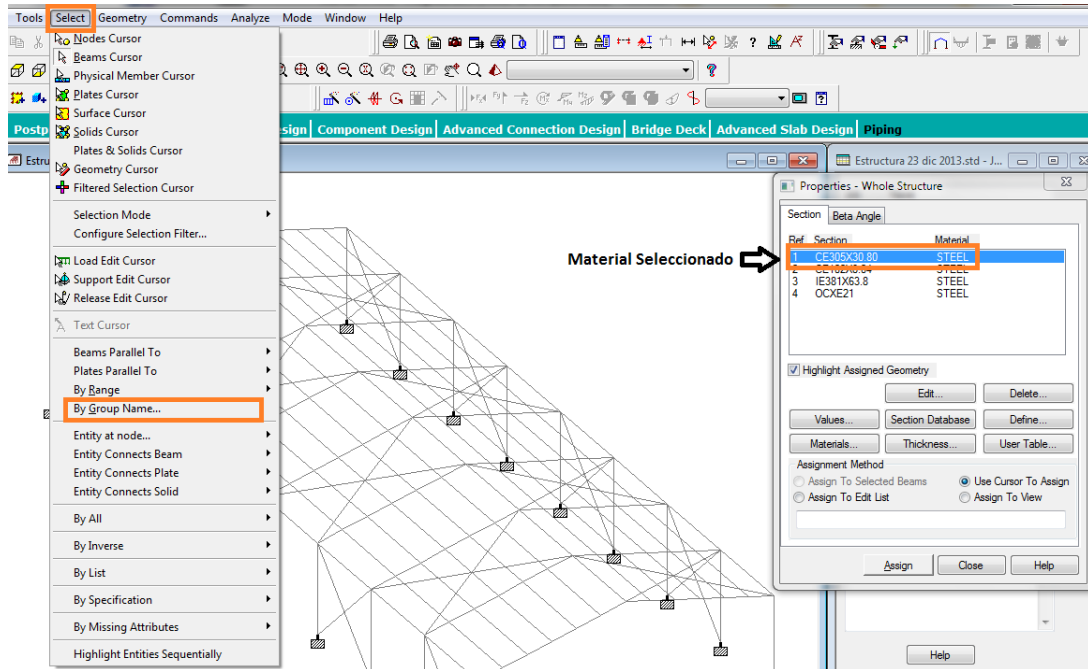 Tools Select Geometry Commands Analyze Mode Window Help
Nodes Cursor
Beams Cursor
Physical Member Cursor
Plates Cursor
Surface Cursor
Solids Cursor
Plates & Solids Cursor
Geometry Cursor
Filtered Selection Cursor
Selection Mode
Configure Selection Filter...
Load Edit Cursor
Support Edit Cursor
Release Edit Cursor
Text Cursor
Beams Parallel To
Plates Parallel To
By Range
By Group Name...
Entity at node...
Entity Connects Beam
Entity Connects Plate
Entity Connects Solid
By All
By Inverse
By List
By Specification
By Missing Attributes
Highlight Entities Sequentially
Postp
sign Component Design Advanced Connection Design Bridge Deck Advanced Slab Design Piping
Estru
Estructura 23 dic 2013.std - J...
Material Seleccionado
Properties - Whole Structure
Section Beta Angle
Ref Section Material
1 CE305X30.80 STEEL
2 STEEL
3 IE381X63.8 STEEL
4 OCXE21 STEEL
Highlight Assigned Geometry
Edit... Delete...
Values... Section Database Define...
Materials... Thickness... User Table...
Assignment Method
Assign To Selected Beams Use Cursor To Assign
Assign To Edit List Assign To View
Assign Close Help
Help